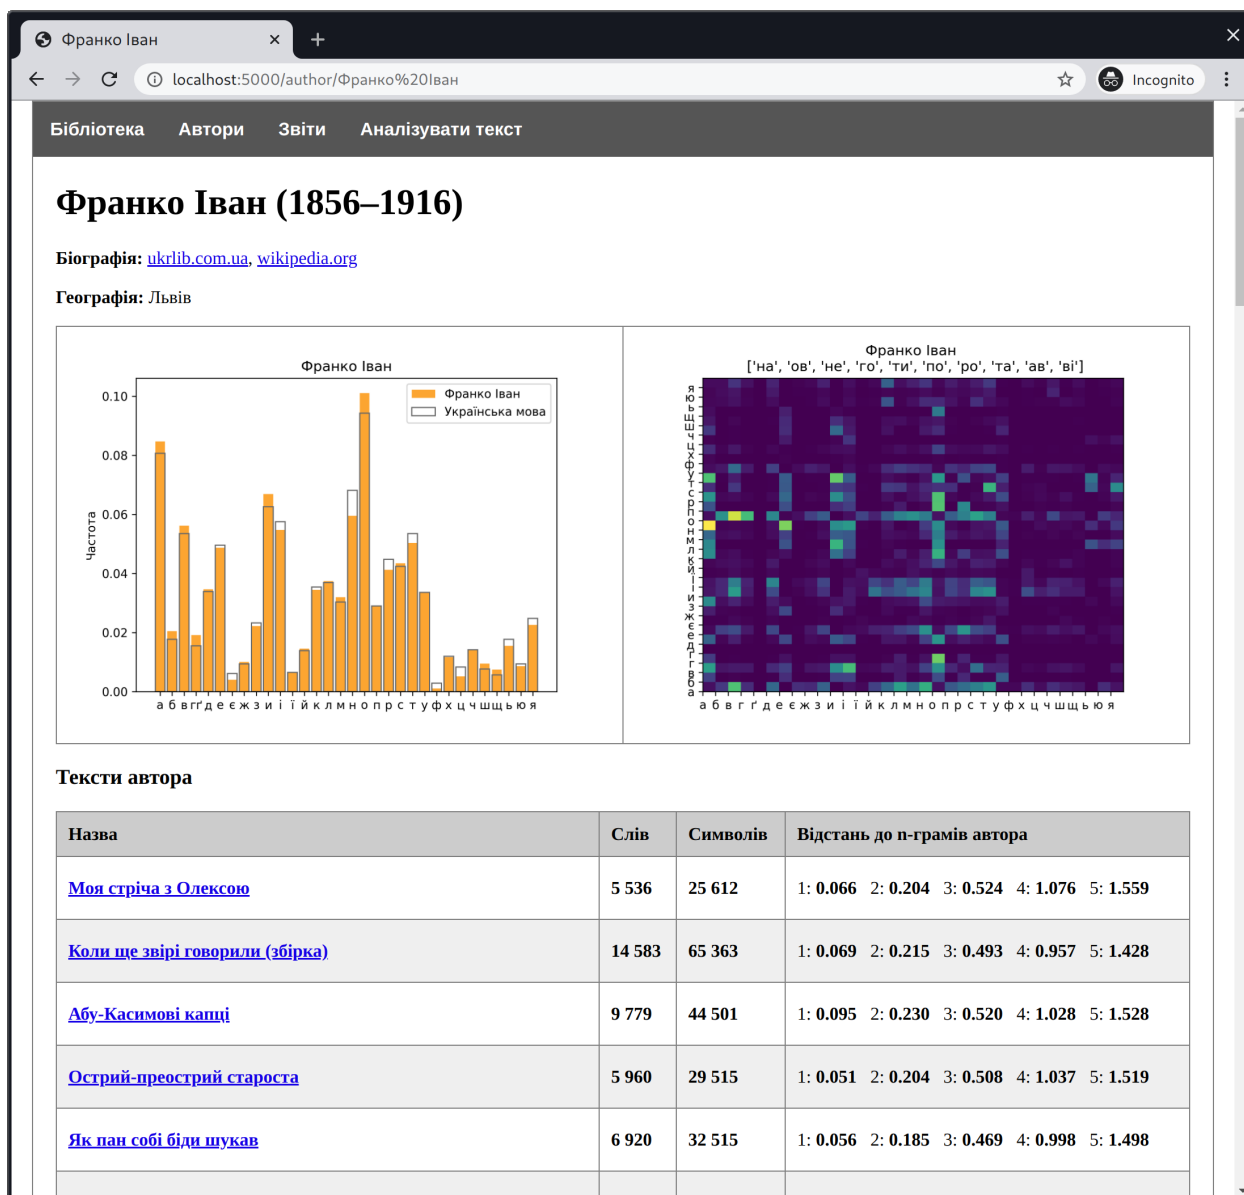 Франко Іван
localhost:5000/author/Франко%20Іван
Incognito
Бібліотека Автори Звіти Аналізувати текст
Франко Іван (1856–1916)
Біографія: ukrlib.com.ua, wikipedia.org
Географія: Львів
Франко Іван
Франко Іван
Українська мова
Частота
0.10
0.08
0.06
0.04
0.02
0.00
а б в г ґ д е є ж з и і ї й к л м н о п р с т у ф х ц ч ш щ ь ю я
Франко Іван
['на', 'ов', 'не', 'го', 'ти', 'по', 'ро', 'та', 'ав', 'ві']
я
ю
ь
щ
ш
ч
ц
х
ф
у
т
с
р
п
о
н
м
л
к
й
ї
і
и
з
ж
є
е
д
ґ
г
в
б
а
а б в г ґ д е є ж з и і ї й к л м н о п р с т у ф х ц ч ш щ ь ю я
Тексти автора
Назва Слів Символів Відстань до n-грамів автора
Моя стріча з Олексою 5 536 25 612 1: 0.066 2: 0.204 3: 0.524 4: 1.076 5: 1.559
Коли ще звірі говорили (збірка) 14 583 65 363 1: 0.069 2: 0.215 3: 0.493 4: 0.957 5: 1.428
Абу-Касимові капці 9 779 44 501 1: 0.095 2: 0.230 3: 0.520 4: 1.028 5: 1.528
Острий-преострий староста 5 960 29 515 1: 0.051 2: 0.204 3: 0.508 4: 1.037 5: 1.519
Як пан собі біди шукав 6 920 32 515 1: 0.056 2: 0.185 3: 0.469 4: 0.998 5: 1.498